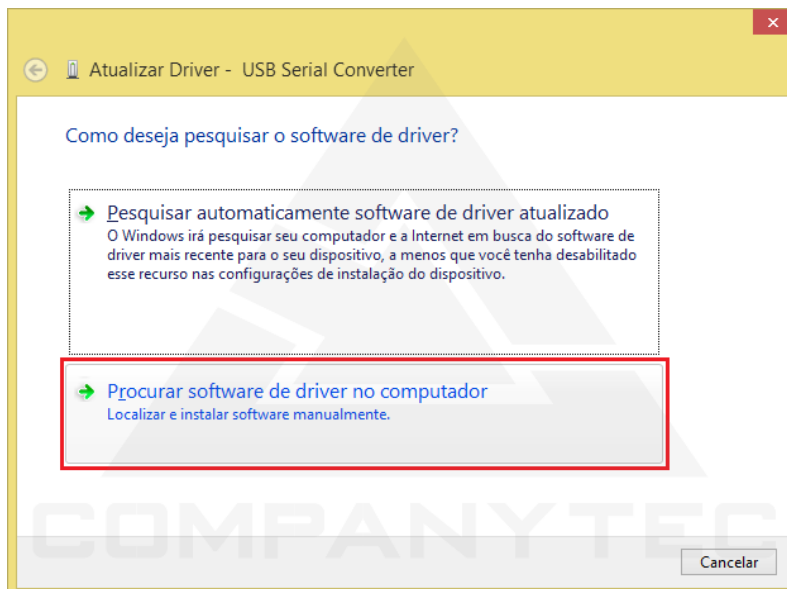 Atualizar Driver - USB Serial Converter
Como deseja pesquisar o software de driver?
Pesquisar automaticamente software de driver atualizado
O Windows irá pesquisar seu computador e a Internet em busca do software de
driver mais recente para o seu dispositivo, a menos que você tenha desabilitado
esse recurso nas configurações de instalação do dispositivo.
Procurar software de driver no computador
Localizar e instalar software manualmente.
COMPANYTEC
Cancelar